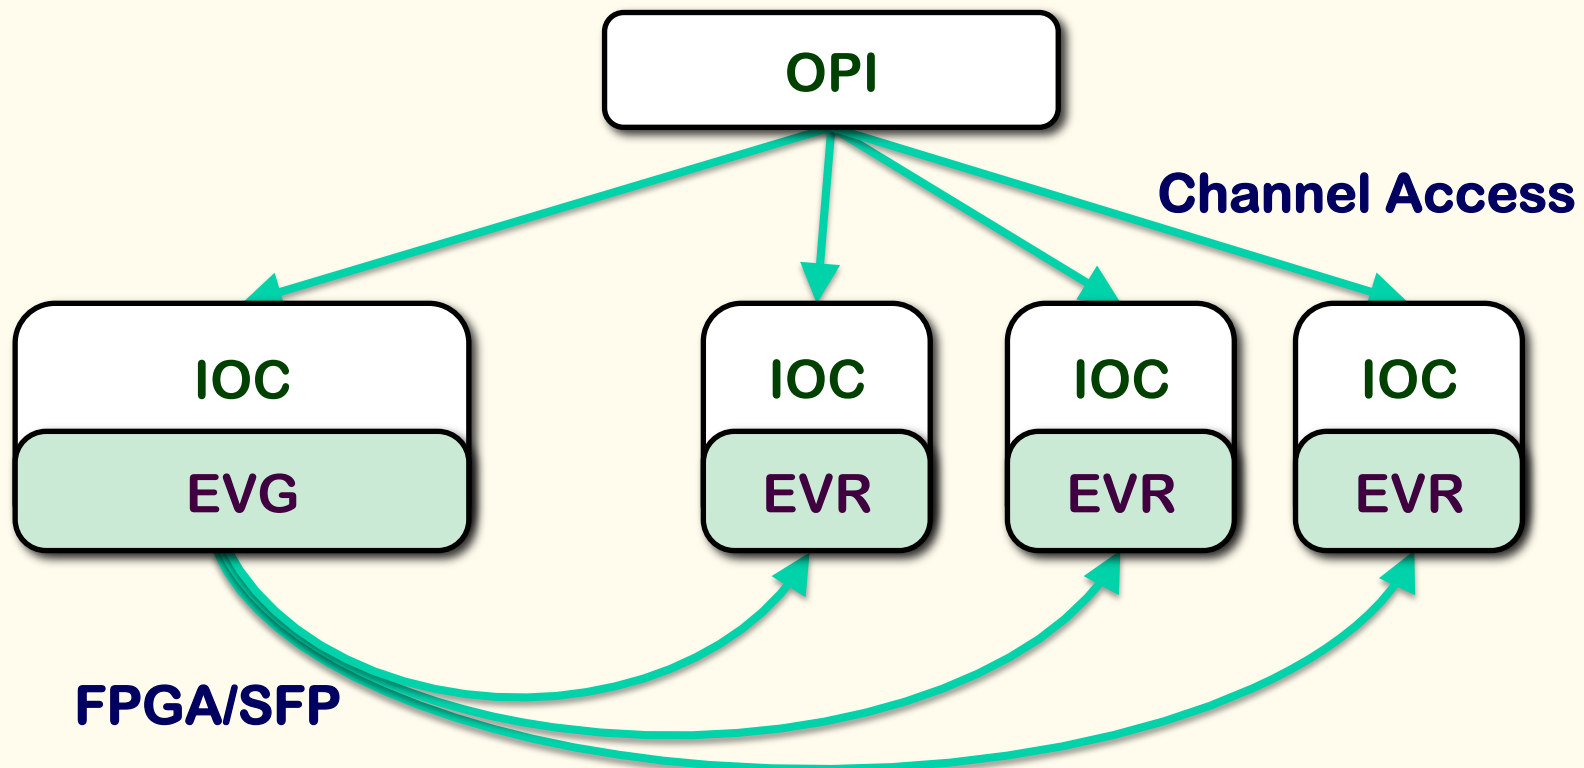 OPI
Channel Access
IOC
IOC
IOC
IOC
EVG
EVR
EVR
EVR
FPGA/SFP